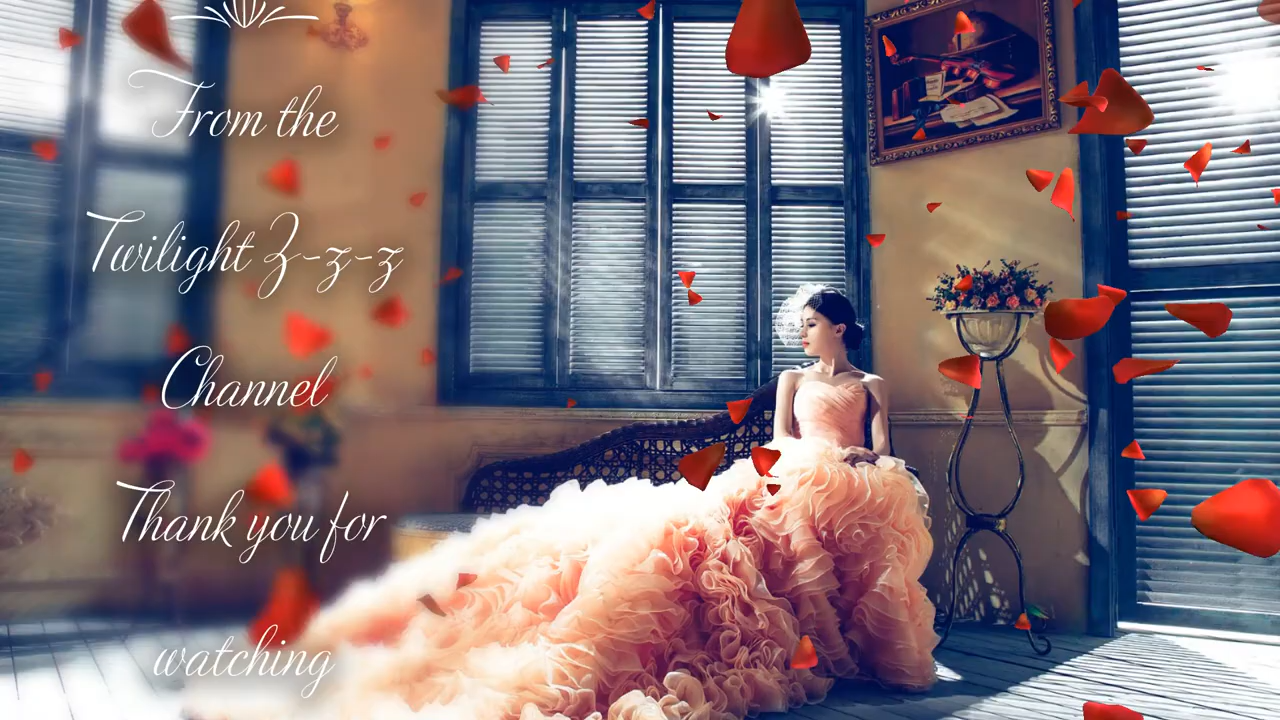 From the
Twilight Z-z-z
Channel
Thank you for
watching